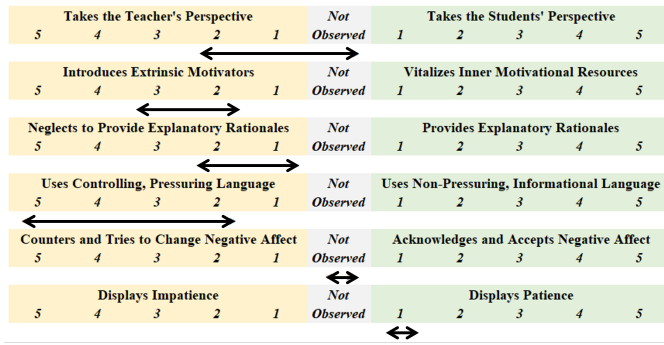 Takes the Teacher's Perspective Not Takes the Students' Perspective
5 4 3 2 1 Observed 1 2 3 4 5
Introduces Extrinsic Motivators Not Vitalizes Inner Motivational Resources
5 4 3 2 1 Observed 1 2 3 4 5
Neglects to Provide Explanatory Rationales Not Provides Explanatory Rationales
5 4 3 2 1 Observed 1 2 3 4 5
Uses Controlling, Pressuring Language Not Uses Non-Pressuring, Informational Language
5 4 3 2 1 Observed 1 2 3 4 5
Counters and Tries to Change Negative Affect Not Acknowledges and Accepts Negative Affect
5 4 3 2 1 Observed 1 2 3 4 5
Displays Impatience Not Displays Patience
5 4 3 2 1 Observed 1 2 3 4 5